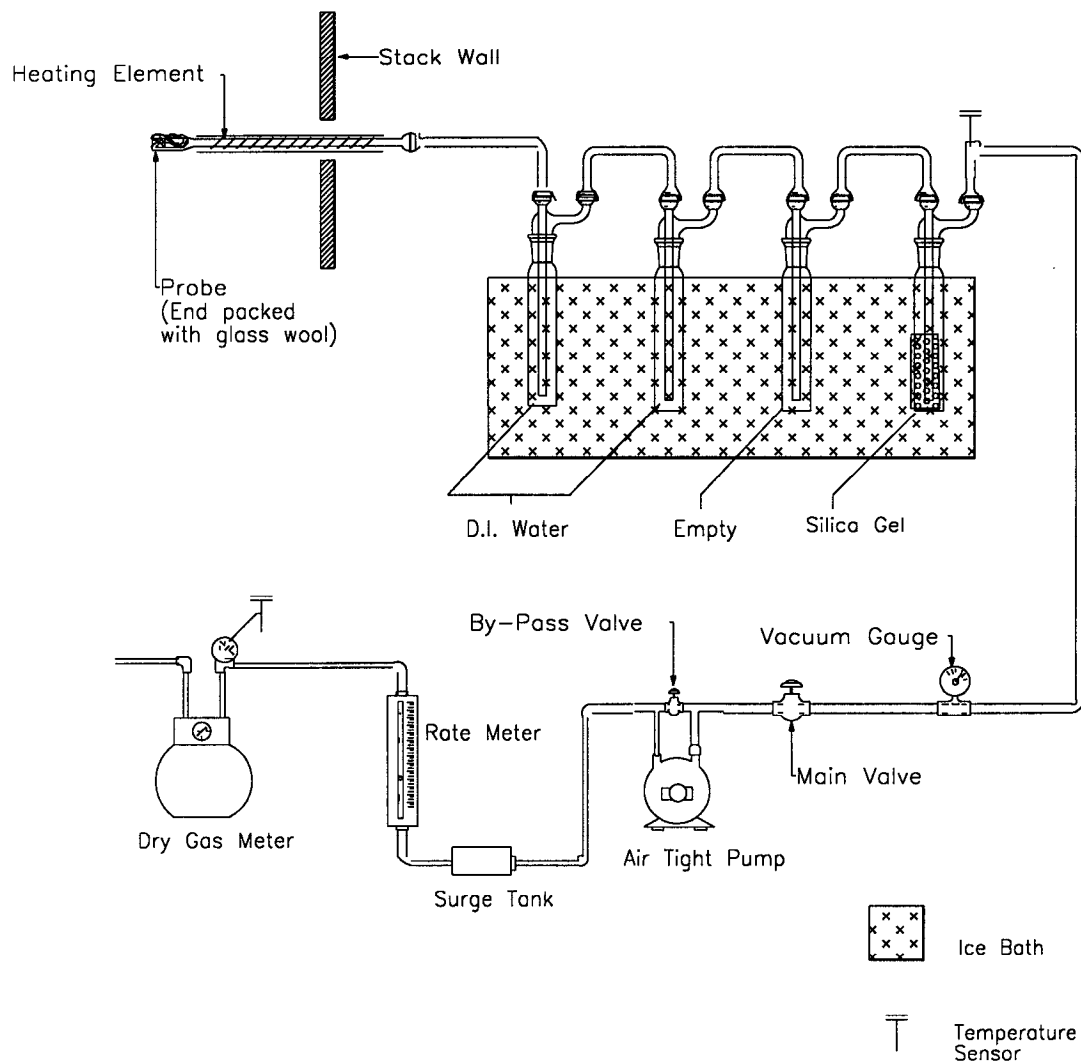 Stack Wall
Heating Element
Probe
(End packed
with glass wool)
D.I. Water
Empty
Silica Gel
By-Pass Valve
Vacuum Gauge
Rate Meter
Main Valve
Dry Gas Meter
Air Tight Pump
Surge Tank
Ice Bath
Temperature
Sensor